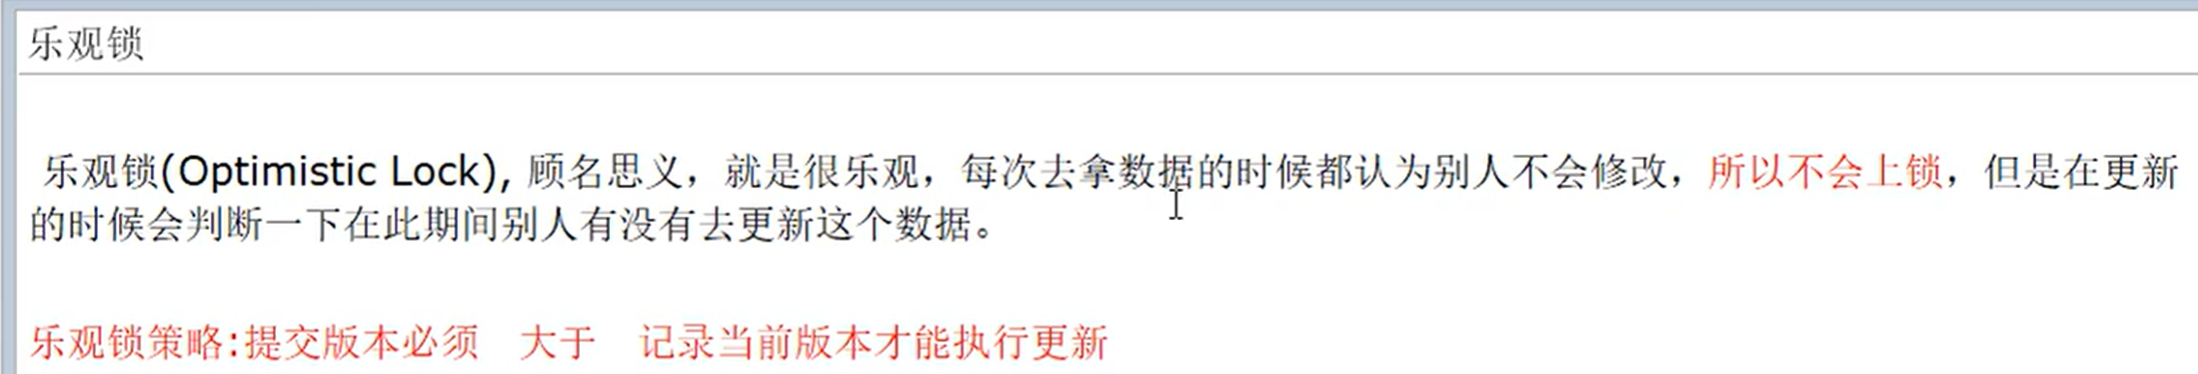 乐观锁
乐观锁(Optimistic Lock), 顾名思义，就是很乐观，每次去拿数据的时候都认为别人不会修改，所以不会上锁，但是在更新
的时候会判断一下在此期间别人有没有去更新这个数据。
乐观锁策略:提交版本必须 大于 记录当前版本才能执行更新